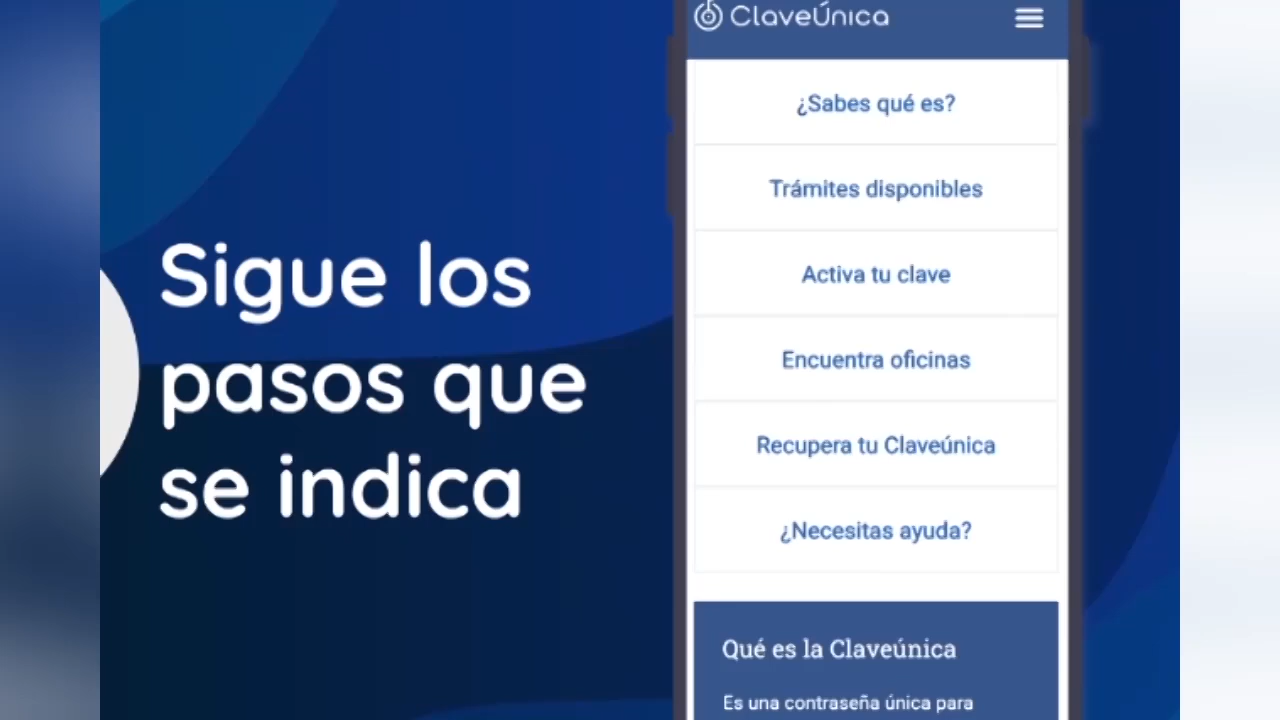 Sigue los
pasos que
se indica
ClaveÚnica
¿Sabes qué es?
Trámites disponibles
Activa tu clave
Encuentra oficinas
Recupera tu Claveúnica
¿Necesitas ayuda?
Qué es la Claveúnica
Es una contraseña única para